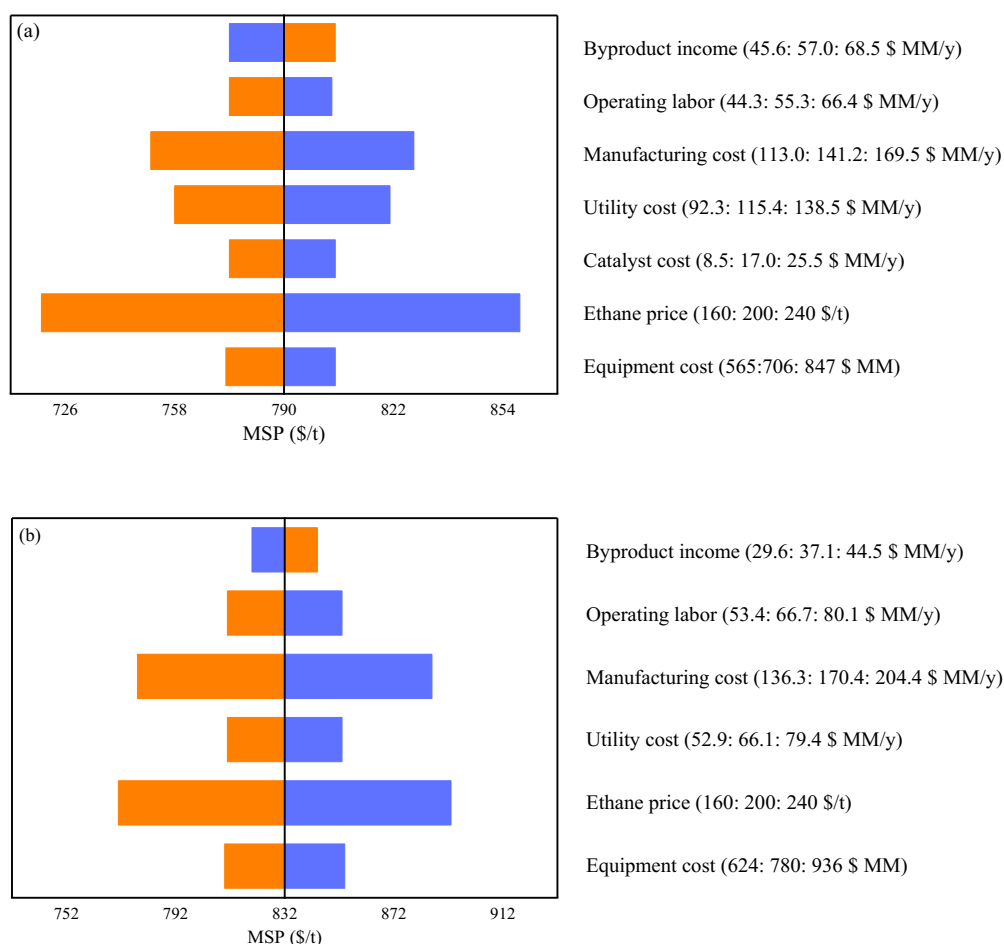 (a)
Byproduct income (45.6: 57.0: 68.5 $ MM/y)
Operating labor (44.3: 55.3: 66.4 $ MM/y)
Manufacturing cost (113.0: 141.2: 169.5 $ MM/y)
Utility cost (92.3: 115.4: 138.5 $ MM/y)
Catalyst cost (8.5: 17.0: 25.5 $ MM/y)
Ethane price (160: 200: 240 $/t)
Equipment cost (565:706: 847 $ MM)
726 758 790 822 854
MSP ($/t)
(b)
Byproduct income (29.6: 37.1: 44.5 $ MM/y)
Operating labor (53.4: 66.7: 80.1 $ MM/y)
Manufacturing cost (136.3: 170.4: 204.4 $ MM/y)
Utility cost (52.9: 66.1: 79.4 $ MM/y)
Ethane price (160: 200: 240 $/t)
Equipment cost (624: 780: 936 $ MM)
752 792 832 872 912
MSP ($/t)